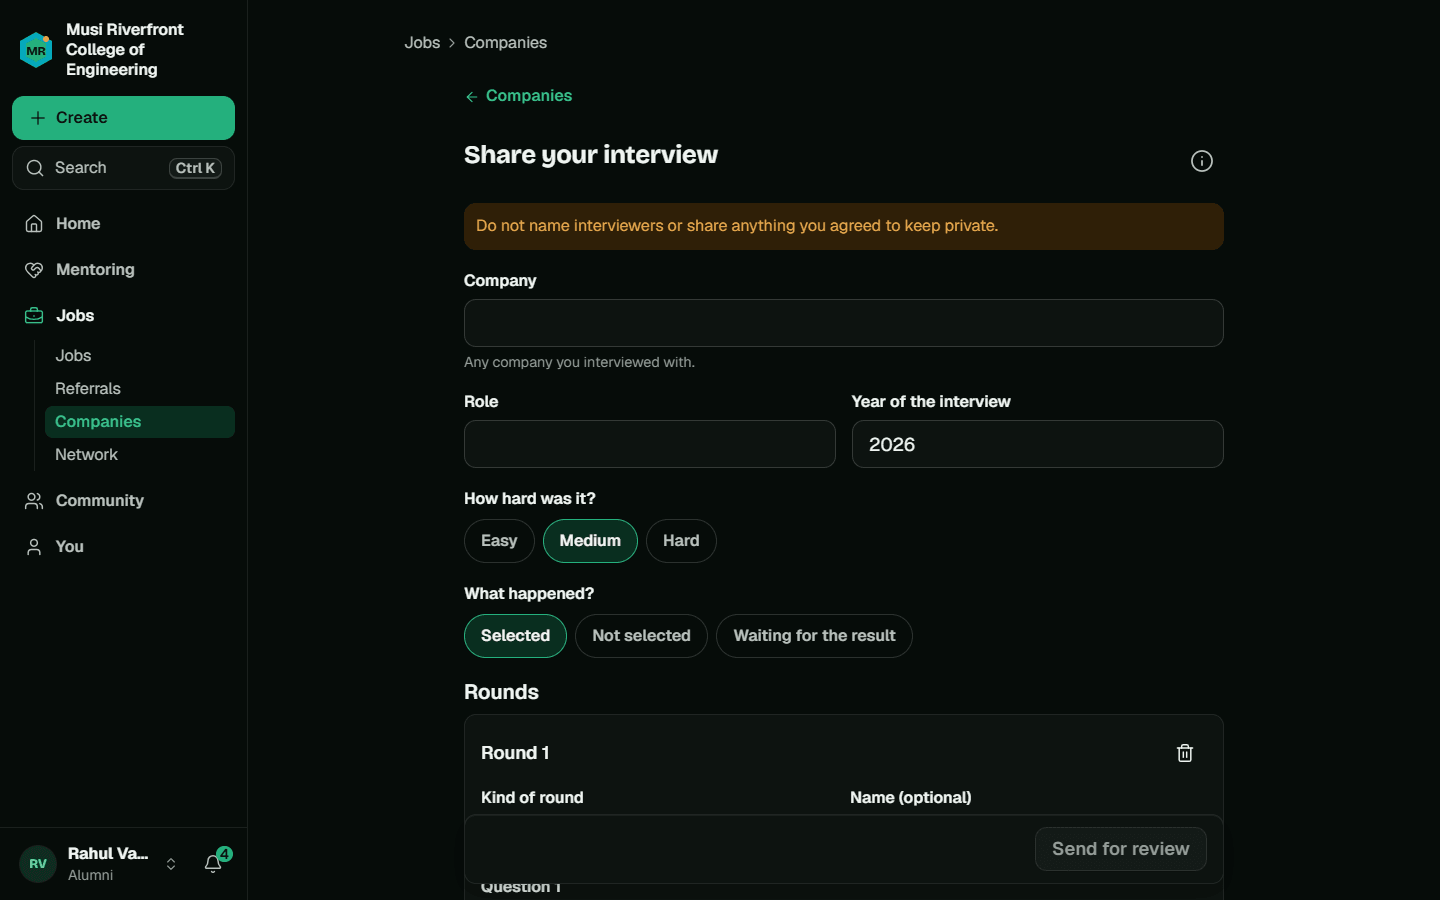 MR
Musi Riverfront
College of
Engineering
Create
Search
Ctrl K
Home
Mentoring
Jobs
Jobs
Referrals
Companies
Network
Community
You
RV
Rahul Va...
Alumni
4
Jobs > Companies
← Companies
Share your interview
Do not name interviewers or share anything you agreed to keep private.
Company
Any company you interviewed with.
Role
Year of the interview
2026
How hard was it?
Easy
Medium
Hard
What happened?
Selected
Not selected
Waiting for the result
Rounds
Round 1
Kind of round
Name (optional)
Send for review
Question 1